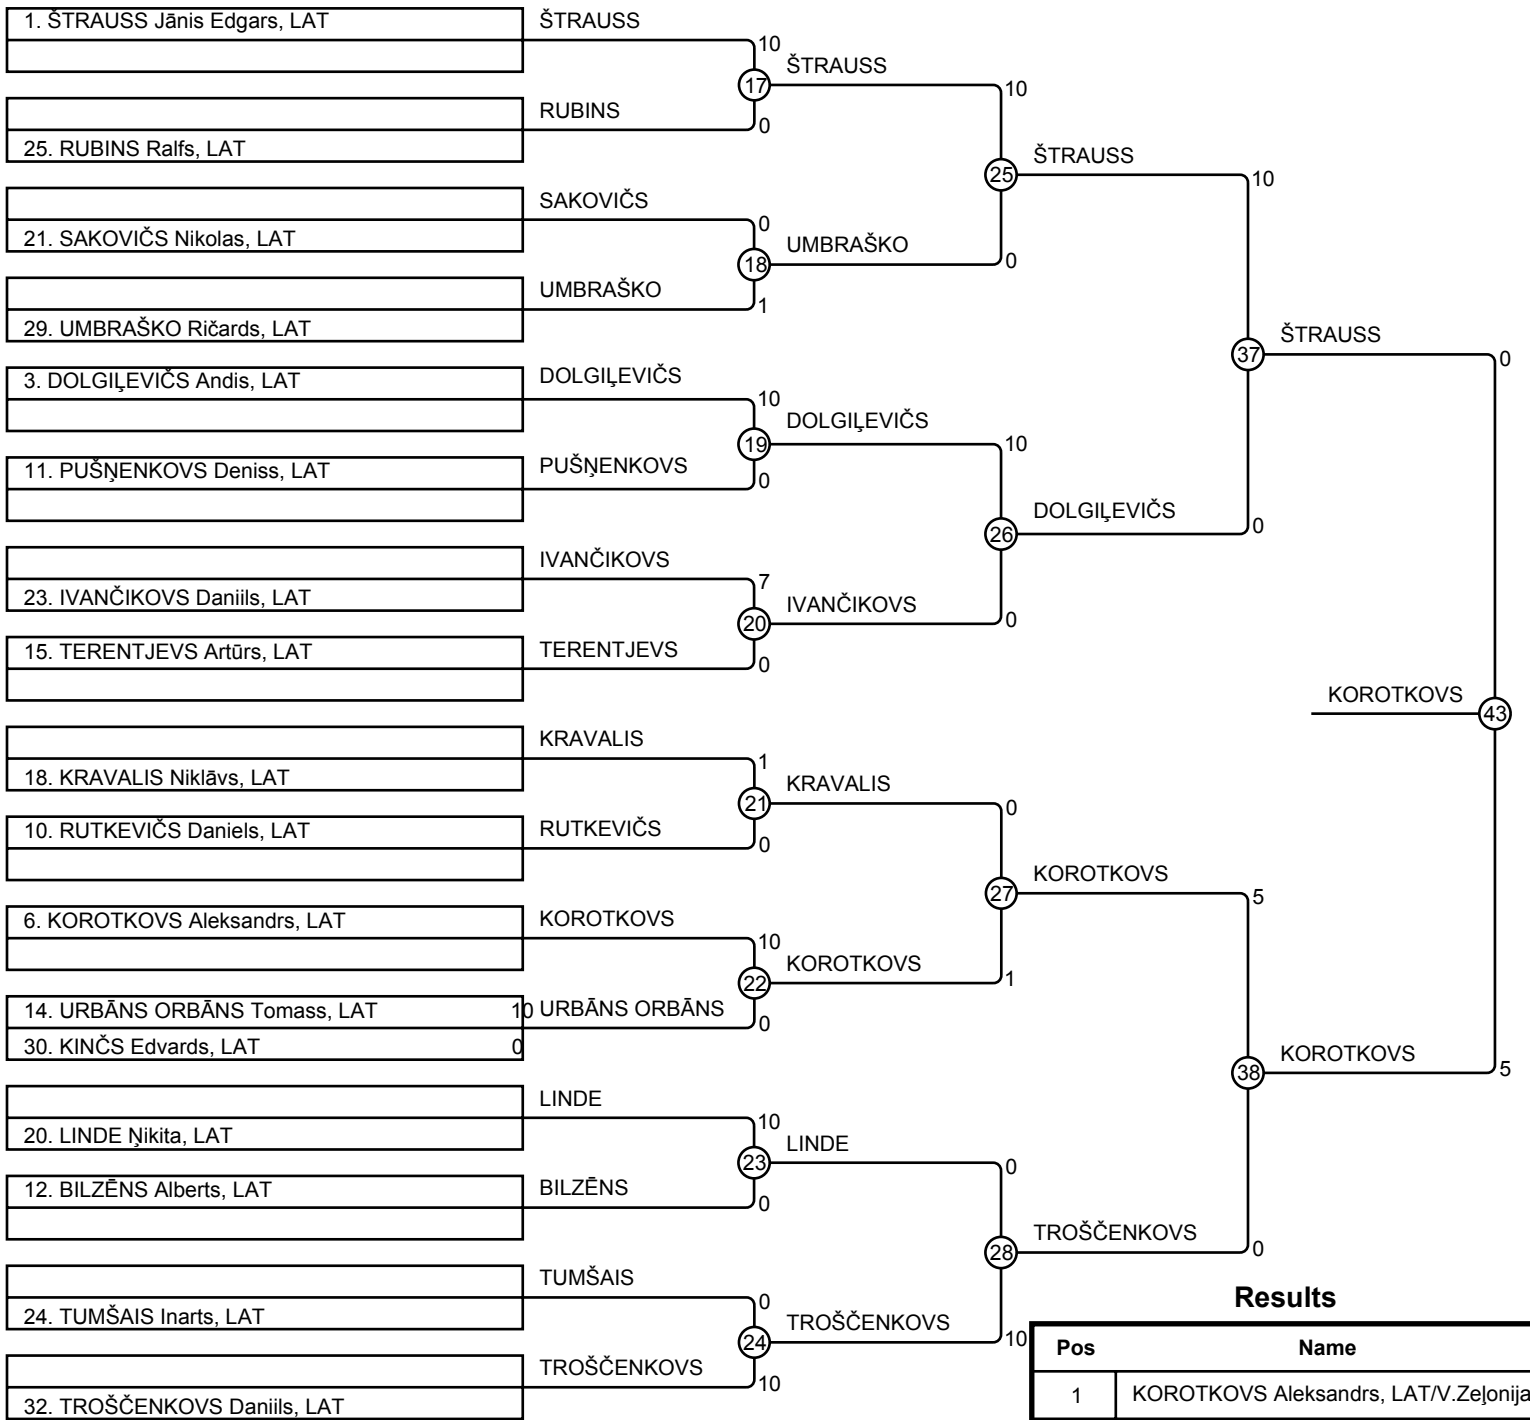 1. ŠTRAUSS Jānis Edgars, LAT
25. RUBINS Ralfs, LAT
21. SAKOVIČS Nikolas, LAT
29. UMBRAŠKO Ričards, LAT
3. DOLGIĻEVIČS Andis, LAT
11. PUŠŅENKOVS Deniss, LAT
23. IVANČIKOVS Daniils, LAT
15. TERENTJEVS Artūrs, LAT
18. KRAVALIS Niklāvs, LAT
10. RUTKEVIČS Daniels, LAT
6. KOROTKOVS Aleksandrs, LAT
14. URBĀNS ORBĀNS Tomass, LAT 10
30. KINČS Edvards, LAT 0
20. LINDE Ņikita, LAT
12. BILZĒNS Alberts, LAT
24. TUMŠAIS Inarts, LAT
32. TROŠČENKOVS Daniils, LAT
ŠTRAUSS
10
17
RUBINS
0
SAKOVIČS
0
18
UMBRAŠKO
1
DOLGIĻEVIČS
10
19
PUŠŅENKOVS
0
IVANČIKOVS
7
20
TERENTJEVS
0
KRAVALIS
1
21
RUTKEVIČS
0
KOROTKOVS
10
22
URBĀNS ORBĀNS
0
LINDE
10
23
BILZĒNS
0
TUMŠAIS
0
24
TROŠČENKOVS
10
ŠTRAUSS
10
25
UMBRAŠKO
0
DOLGIĻEVIČS
10
26
IVANČIKOVS
0
KRAVALIS
0
27
KOROTKOVS
1
LINDE
0
28
TROŠČENKOVS
10
ŠTRAUSS
10
37
DOLGIĻEVIČS
0
KOROTKOVS
5
38
TROŠČENKOVS
0
ŠTRAUSS
0
KOROTKOVS
43
KOROTKOVS
5
Results
Pos Name
1 KOROTKOVS Aleksandrs, LAT/V.Zeļonija